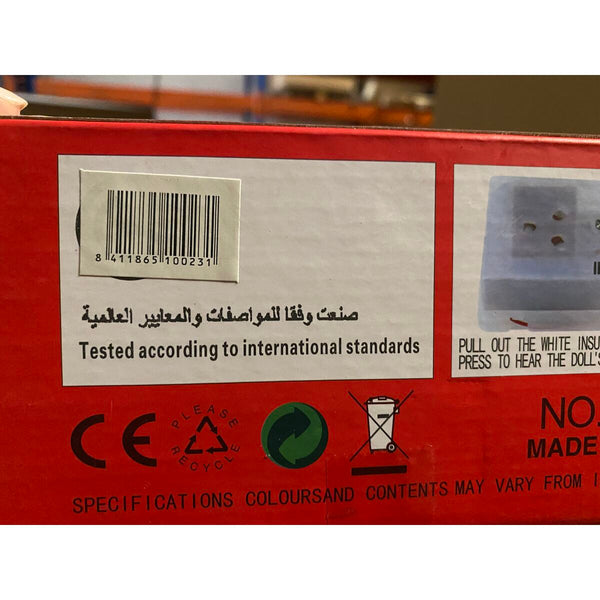 8 411865 100231
صنعت وفقا للمواصفات والمعايير العالمية
Tested according to international standards
PULL OUT THE WHITE INSU
PRESS TO HEAR THE DOLL'S
CE
PLEASE RECYCLE
NO.
MADE
SPECIFICATIONS COLOURSAND CONTENTS MAY VARY FROM I